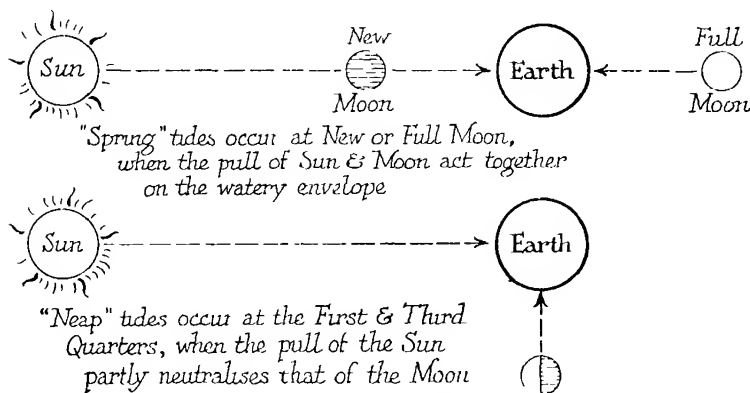 New
Full
Sun
Earth
Moon
Moon
"Spring" tides occur at New or Full Moon,
when the pull of Sun & Moon act together
on the watery envelope
Sun
Earth
"Neap" tides occur at the First & Third
Quarters, when the pull of the Sun
partly neutralises that of the Moon